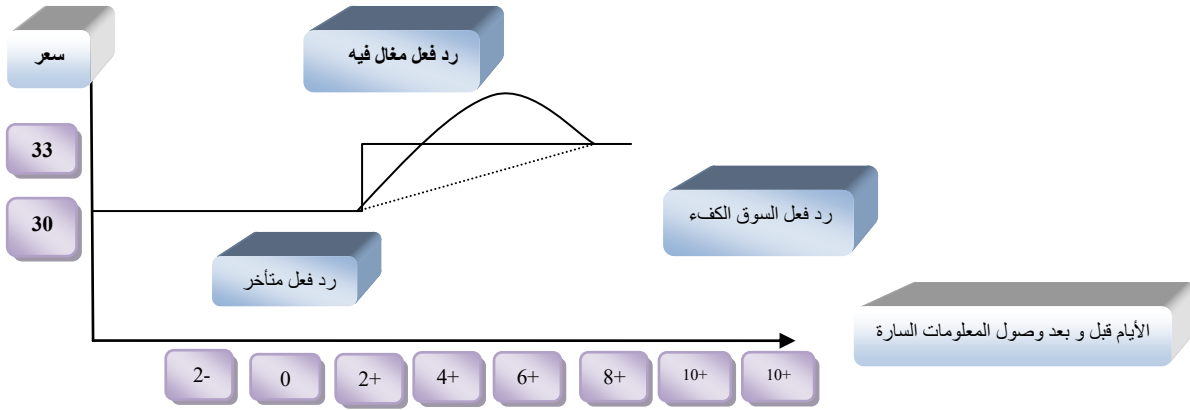 سعر
رد فعل مغال فيه
33
رد فعل السوق الكفء
30
رد فعل متأخر
الأيام قبل و بعد وصول المعلومات السارة
2- 0 2+ 4+ 6+ 8+ 10+ 10+